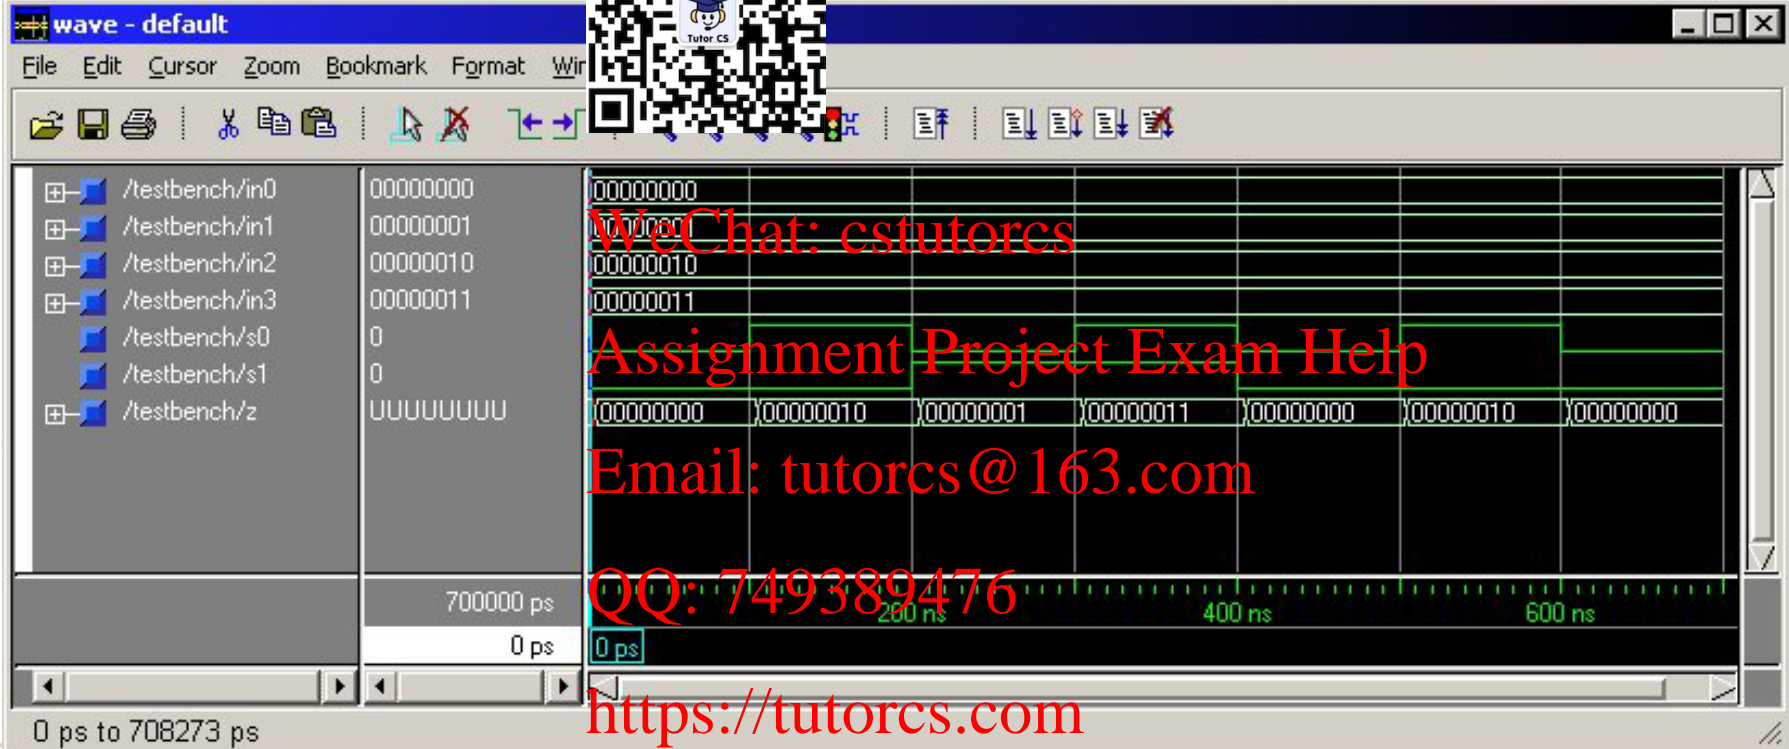 wave - default
Tutor CS
File Edit Cursor Zoom Bookmark Format
/testbench/in0 00000000 00000000
/testbench/in1 00000001 00000001
WeChat: cstutorcs
/testbench/in2 00000010 00000010
/testbench/in3 00000011 00000011
/testbench/s0 0
Assignment Project Exam Help
/testbench/s1 0
/testbench/z UUUUUUUU 00000000 00000010 00000001 00000011 00000000 00000010 00000000
Email: tutorcs@163.com
QQ: 749389476
700000 ps 200 ns 400 ns 600 ns
0 ps 0 ps
https://tutorcs.com
0 ps to 708273 ps